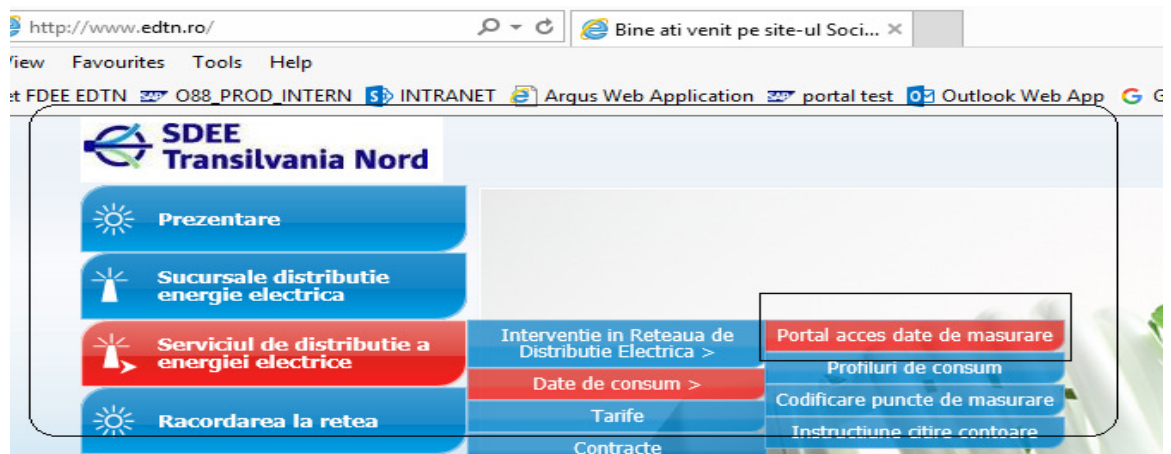 http://www.edtn.ro/
Bine ati venit pe site-ul Soci...
View Favourites Tools Help
et FDEE EDTN O88_PROD_INTERN INTRANET Argus Web Application portal test Outlook Web App G
SDEE
Transilvania Nord
Prezentare
Sucursale distributie
energie electrica
Serviciul de distributie a
energiei electrice
Racordarea la retea
Interventie in Reteaua de
Distributie Electrica >
Date de consum >
Tarife
Contracte
Portal acces date de masurare
Profiluri de consum
Codificare puncte de masurare
Instructiune citire contoare